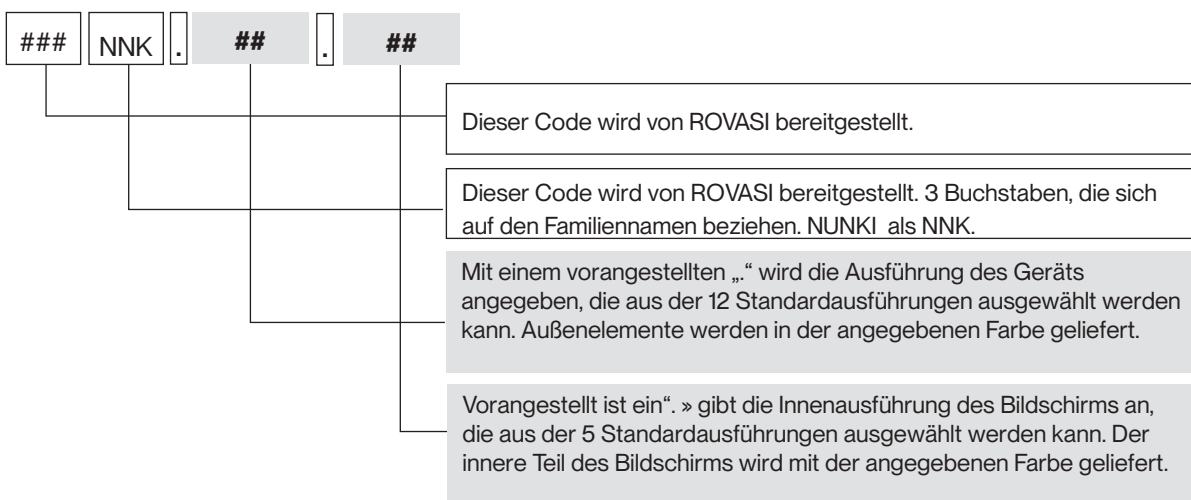 ### NNK . ## . ##
Dieser Code wird von ROVASI bereitgestellt.
Dieser Code wird von ROVASI bereitgestellt. 3 Buchstaben, die sich
auf den Familiennamen beziehen. NUNKI als NNK.
Mit einem vorangestellten „.“ wird die Ausführung des Geräts
angegeben, die aus der 12 Standardausführungen ausgewählt werden
kann. Außenelemente werden in der angegebenen Farbe geliefert.
Vorangestellt ist ein“. » gibt die Innenausführung des Bildschirms an,
die aus der 5 Standardausführungen ausgewählt werden kann. Der
innere Teil des Bildschirms wird mit der angegebenen Farbe geliefert.